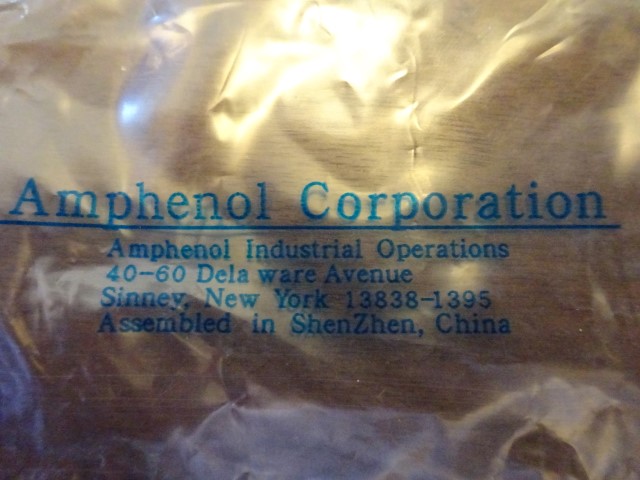 Amphenol Corporation
Amphenol Industrial Operations
40-60 Dela ware Avenue
Sinney, New York 13838-1395
Assembled in ShenZhen, China